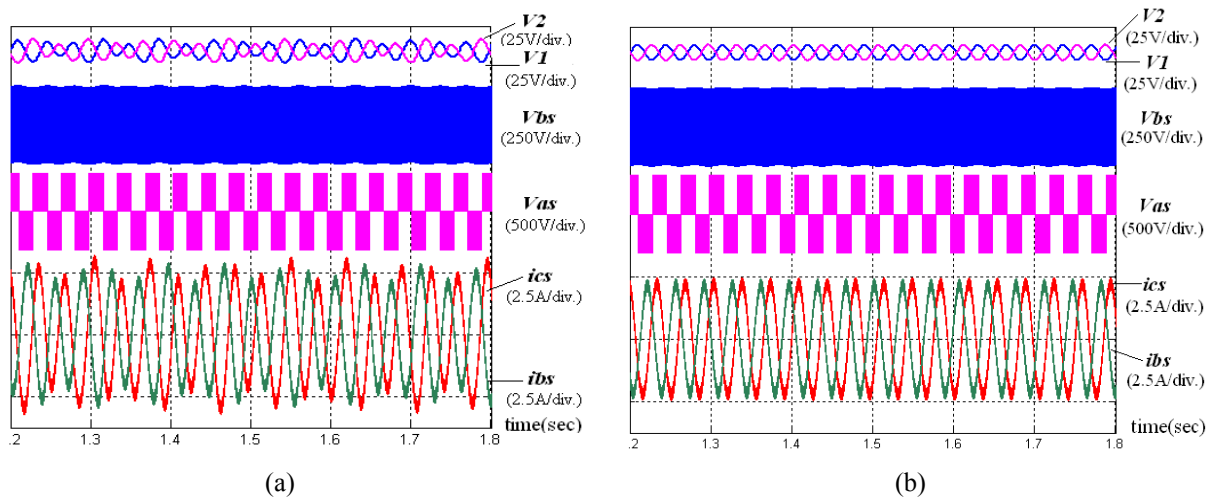 V2
(25V/div.)
V1
(25V/div.)
Vbs
(250V/div.)
Vas
(500V/div.)
ics
(2.5A/div.)
ibs
(2.5A/div.)
time(sec)
.2 1.3 1.4 1.5 1.6 1.7 1.8
(a)
V2
(25V/div.)
V1
(25V/div.)
Vbs
(250V/div.)
Vas
(500V/div.)
ics
(2.5A/div.)
ibs
(2.5A/div.)
time(sec)
.2 1.3 1.4 1.5 1.6 1.7 1.8
(b)